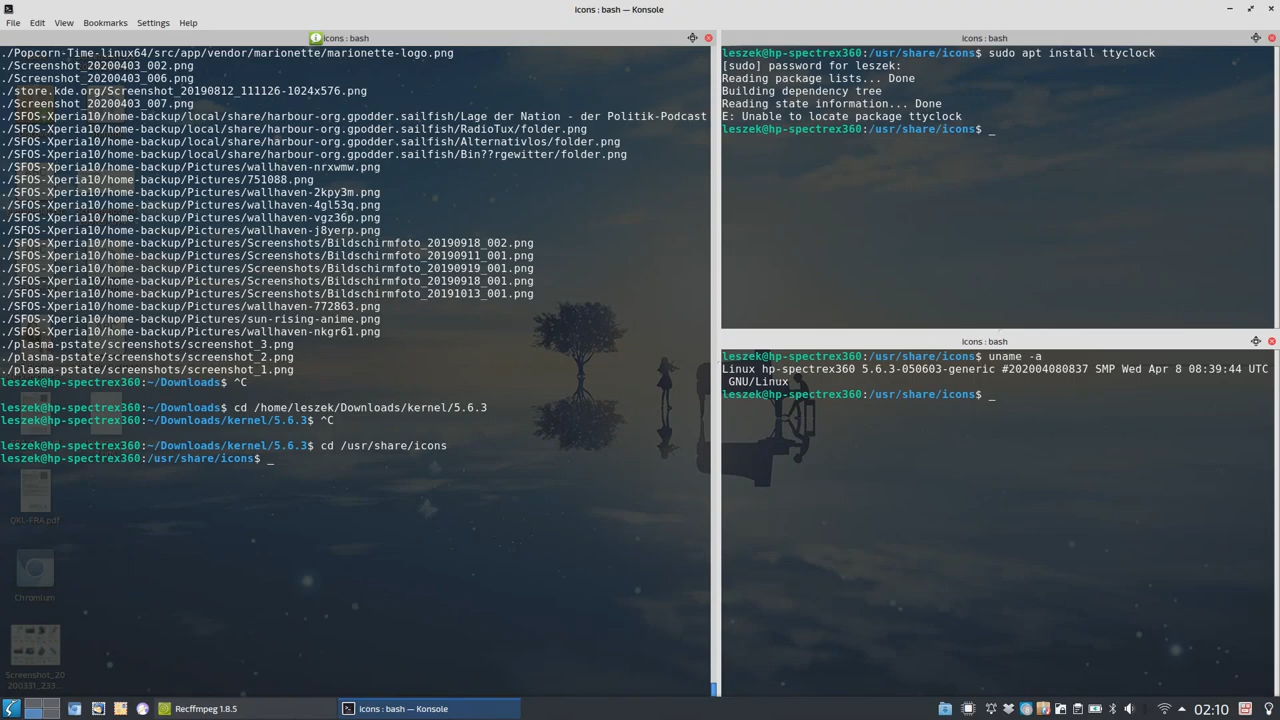 Icons : bash — Konsole
File Edit View Bookmarks Settings Help
icons : bash
./Popcorn-Time-linux64/src/app/vendor/marionette/marionette-logo.png
./Screenshot_20200403_002.png
./Screenshot_20200403_006.png
./store.kde.org/Screenshot_20190812_111126-1024x576.png
./Screenshot_20200403_007.png
./SFOS-Xperia10/home-backup/local/share/harbour-org.gpodder.sailfish/Lage der Nation - der Politik-Podcast
./SFOS-Xperia10/home-backup/local/share/harbour-org.gpodder.sailfish/RadioTux/folder.png
./SFOS-Xperia10/home-backup/local/share/harbour-org.gpodder.sailfish/Alternativlos/folder.png
./SFOS-Xperia10/home-backup/local/share/harbour-org.gpodder.sailfish/Bin??rgewitter/folder.png
./SFOS-Xperia10/home-backup/Pictures/wallhaven-nrxwmw.png
./SFOS-Xperia10/home-backup/Pictures/751088.png
./SFOS-Xperia10/home-backup/Pictures/wallhaven-2kpy3m.png
./SFOS-Xperia10/home-backup/Pictures/wallhaven-4gl53q.png
./SFOS-Xperia10/home-backup/Pictures/wallhaven-vgz36p.png
./SFOS-Xperia10/home-backup/Pictures/wallhaven-j8yerp.png
./SFOS-Xperia10/home-backup/Pictures/Screenshots/Bildschirmfoto_20190918_002.png
./SFOS-Xperia10/home-backup/Pictures/Screenshots/Bildschirmfoto_20190911_001.png
./SFOS-Xperia10/home-backup/Pictures/Screenshots/Bildschirmfoto_20190919_001.png
./SFOS-Xperia10/home-backup/Pictures/Screenshots/Bildschirmfoto_20190918_001.png
./SFOS-Xperia10/home-backup/Pictures/Screenshots/Bildschirmfoto_20191013_001.png
./SFOS-Xperia10/home-backup/Pictures/wallhaven-772863.png
./SFOS-Xperia10/home-backup/Pictures/sun-rising-anime.png
./SFOS-Xperia10/home-backup/Pictures/wallhaven-nkgr61.png
./plasma-pstate/screenshots/screenshot_3.png
./plasma-pstate/screenshots/screenshot_2.png
./plasma-pstate/screenshots/screenshot_1.png
leszek@hp-spectrex360:~/Downloads$ ^C
leszek@hp-spectrex360:~/Downloads$ cd /home/leszek/Downloads/kernel/5.6.3
leszek@hp-spectrex360:~/Downloads/kernel/5.6.3$ ^C
leszek@hp-spectrex360:~/Downloads/kernel/5.6.3$ cd /usr/share/icons
leszek@hp-spectrex360:/usr/share/icons$ _
QKL-FRA.pdf
Chromium
Screenshot_20
200331_233...
icons : bash
leszek@hp-spectrex360:/usr/share/icons$ sudo apt install ttyclock
[sudo] password for leszek:
Reading package lists... Done
Building dependency tree
Reading state information... Done
E: Unable to locate package ttyclock
leszek@hp-spectrex360:/usr/share/icons$ _
icons : bash
leszek@hp-spectrex360:/usr/share/icons$ uname -a
Linux hp-spectrex360 5.6.3-050603-generic #202004080837 SMP Wed Apr 8 08:39:44 UTC
GNU/Linux
leszek@hp-spectrex360:/usr/share/icons$ _
Recffmpeg 1.8.5
Icons : bash — Konsole
02:10